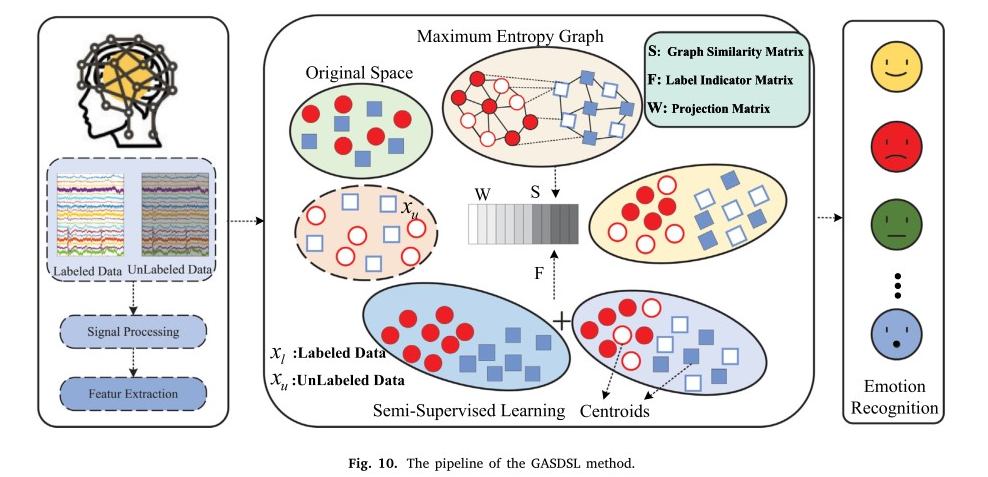 Labeled Data
UnLabeled Data
Signal Processing
Featur Extraction
Maximum Entropy Graph
Original Space
S: Graph Similarity Matrix
F: Label Indicator Matrix
W: Projection Matrix
x_u
W
S
F
+
x_l :Labeled Data
x_u :UnLabeled Data
Semi-Supervised Learning
Centroids
Emotion
Recognition
Fig. 10. The pipeline of the GASDSL method.